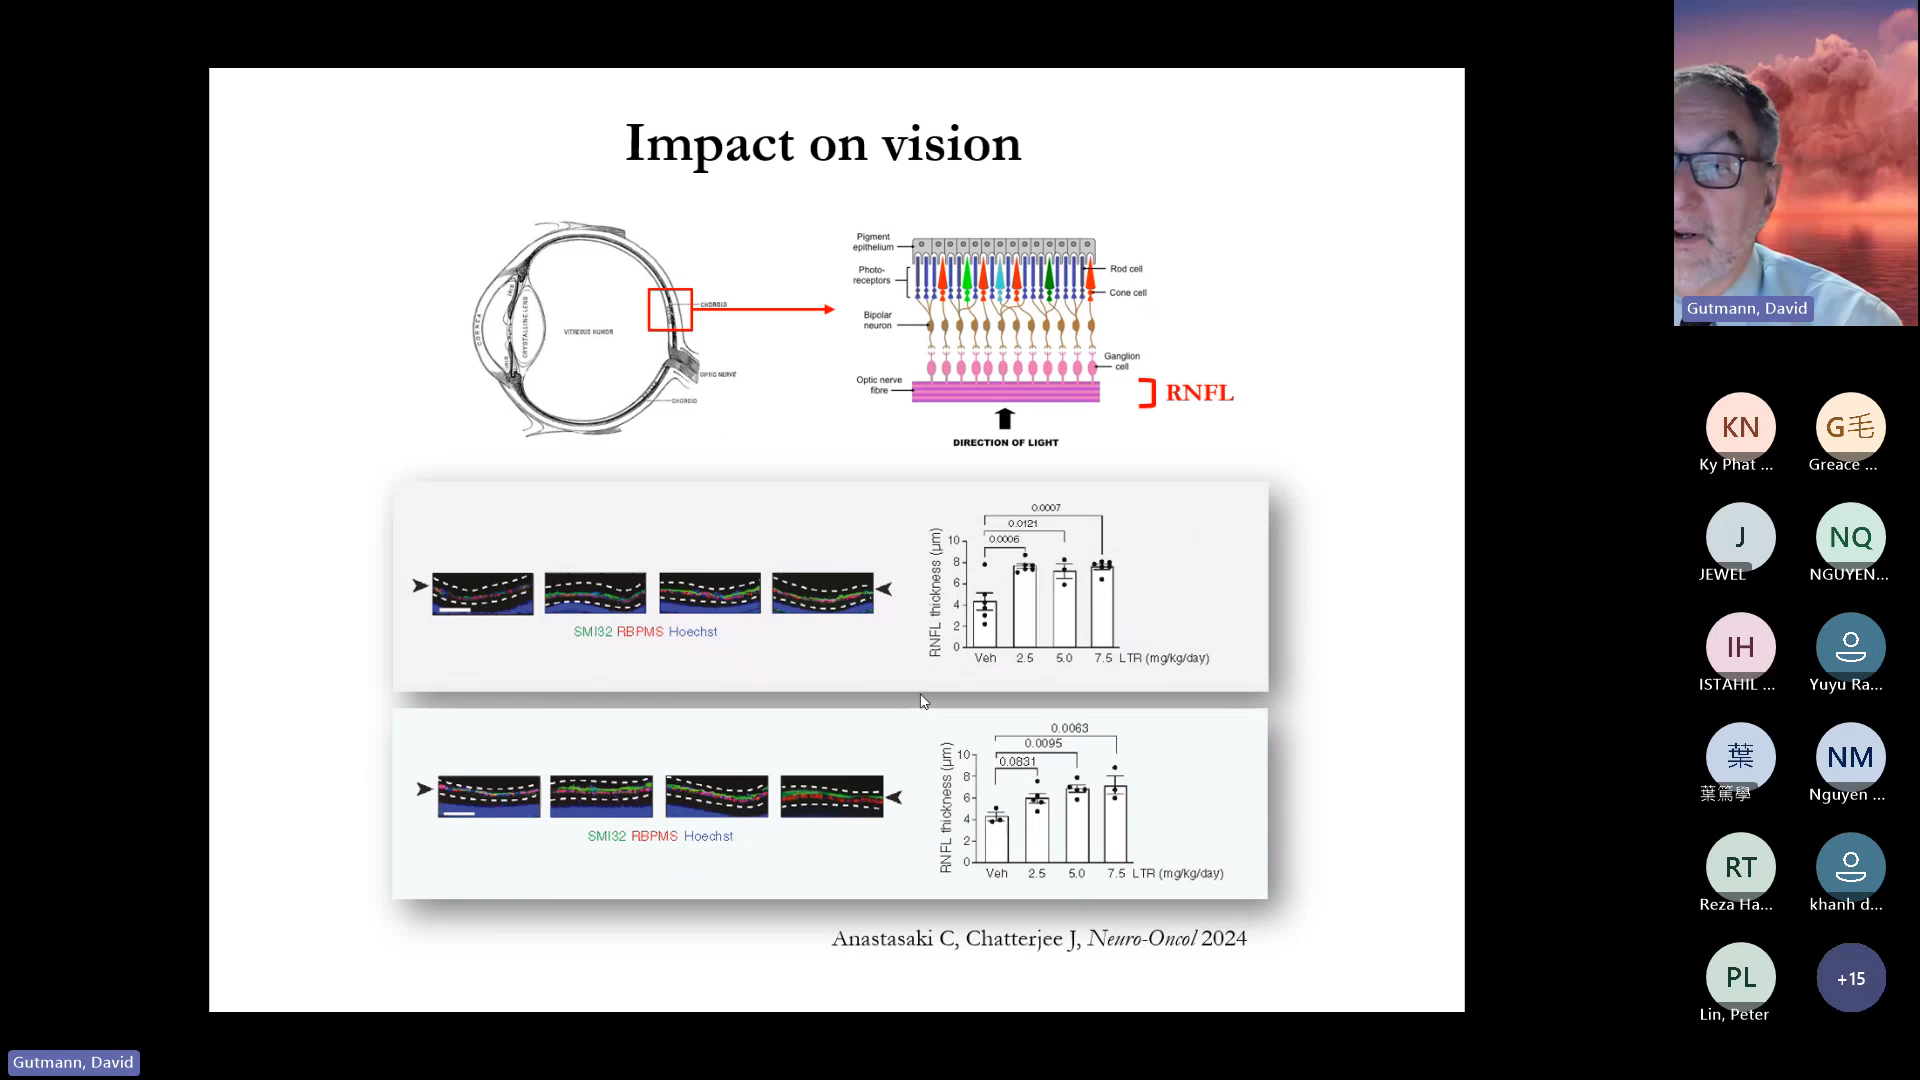 Impact on vision
CORNEA
IRIS
CRYSTALLINE LENS
VITREOUS HUMOR
CHOROID
OPTIC NERVE
CHOROID
Pigment
epithelium
Photo-
receptors
Bipolar
neuron
Optic nerve
fibre
Rod cell
Cone cell
Ganglion
cell
RNFL
DIRECTION OF LIGHT
SMI32 RBPMS Hoechst
RNFL thickness (μm)
10
8
6
4
2
0
0.0007
0.0121
0.0006
Veh 2.5 5.0 7.5 LTR (mg/kg/day)
SMI32 RBPMS Hoechst
RNFL thickness (μm)
10
8
6
4
2
0
0.0063
0.0095
0.0831
Veh 2.5 5.0 7.5 LTR (mg/kg/day)
Anastasaki C, Chatterjee J, Neuro-Oncol 2024
Gutmann, David
KN
Ky Phat ...
G毛
Greace ...
J
JEWEL
NQ
NGUYEN...
IH
ISTAHIL ...
Yuyu Ra...
葉
葉篤學
NM
Nguyen ...
RT
Reza Ha...
khanh d...
PL
Lin, Peter
+15
Gutmann, David